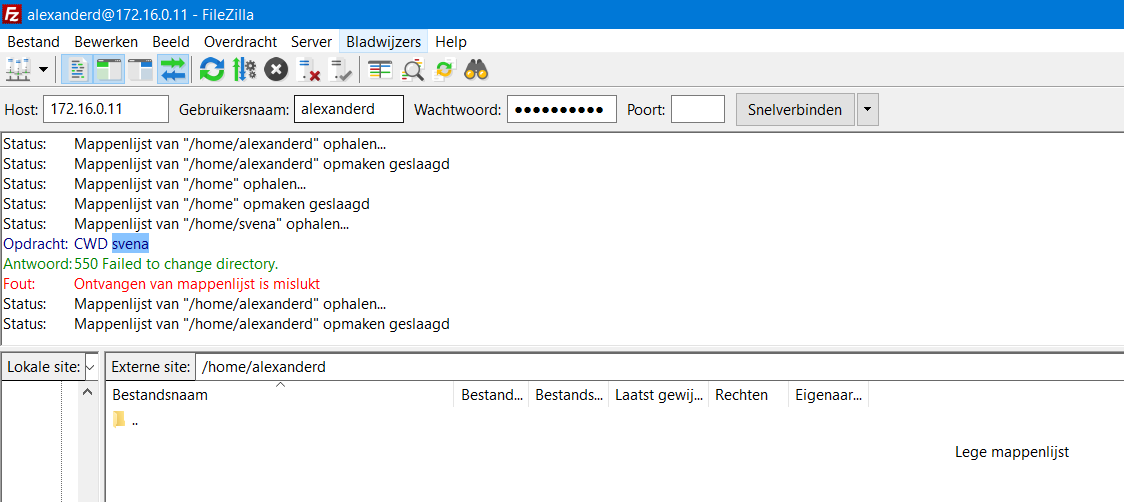 alexanderd@172.16.0.11 - FileZilla
Bestand Bewerken Beeld Overdracht Server Bladwijzers Help
Host: 172.16.0.11 Gebruikersnaam: alexanderd Wachtwoord: ●●●●●●●●●● Poort: Snelverbinden
Status: Mappenlijst van "/home/alexanderd" ophalen...
Status: Mappenlijst van "/home/alexanderd" opmaken geslaagd
Status: Mappenlijst van "/home" ophalen...
Status: Mappenlijst van "/home" opmaken geslaagd
Status: Mappenlijst van "/home/svena" ophalen...
Opdracht: CWD svena
Antwoord: 550 Failed to change directory.
Fout: Ontvangen van mappenlijst is mislukt
Status: Mappenlijst van "/home/alexanderd" ophalen...
Status: Mappenlijst van "/home/alexanderd" opmaken geslaagd
Lokale site: Externe site: /home/alexanderd
Bestandsnaam Bestand... Bestands... Laatst gewij... Rechten Eigenaar...
..
Lege mappenlijst